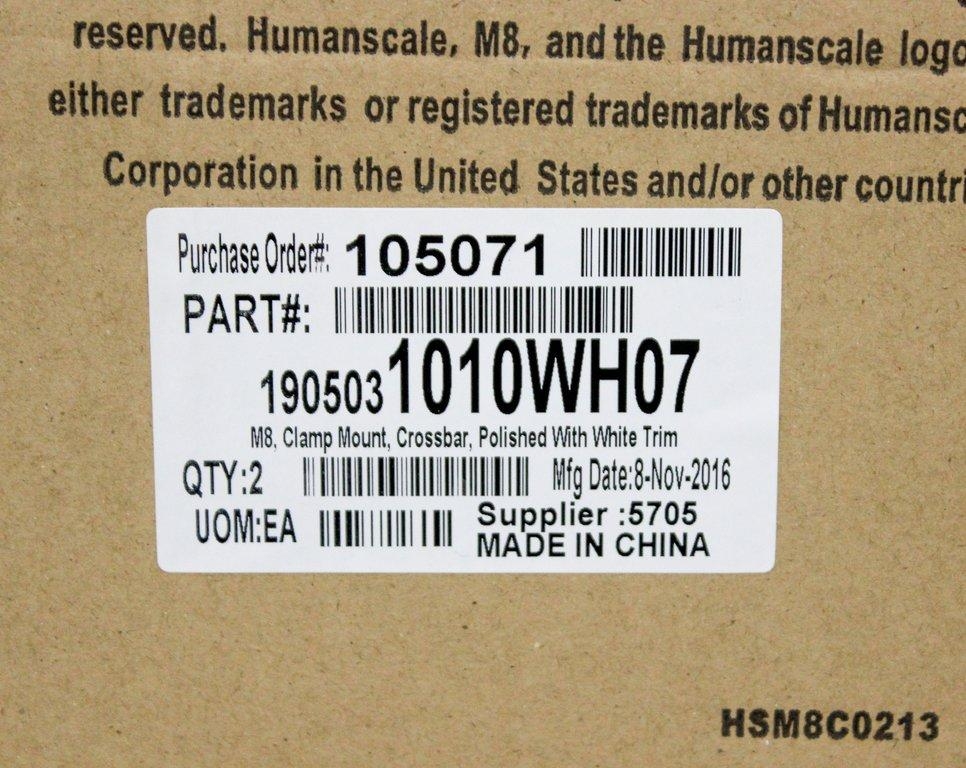 reserved. Humanscale, M8, and the Humanscale logo
either trademarks or registered trademarks of Humansc
Corporation in the United States and/or other countri
Purchase Order#: 105071
PART#:
1905031010WH07
M8, Clamp Mount, Crossbar, Polished With White Trim
QTY:2 Mfg Date:8-Nov-2016
UOM:EA Supplier :5705
MADE IN CHINA
HSM8C0213